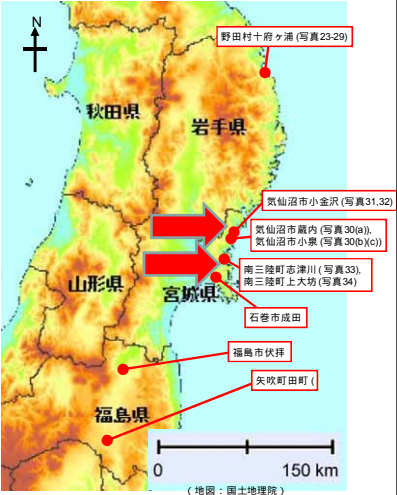 N
野田村十府ヶ浦(写真23-29)
秋田県
岩手県
気仙沼市小金沢(写真31,32)
気仙沼市蔵内(写真30(a)),
気仙沼市小泉(写真30(b)(c))
山形県
宮城県
南三陸町志津川(写真33),
南三陸町上大坊(写真34)
石巻市成田
福島市伏拝
矢吹町田町(
福島県
0
150 km
(地図:国土地理院)